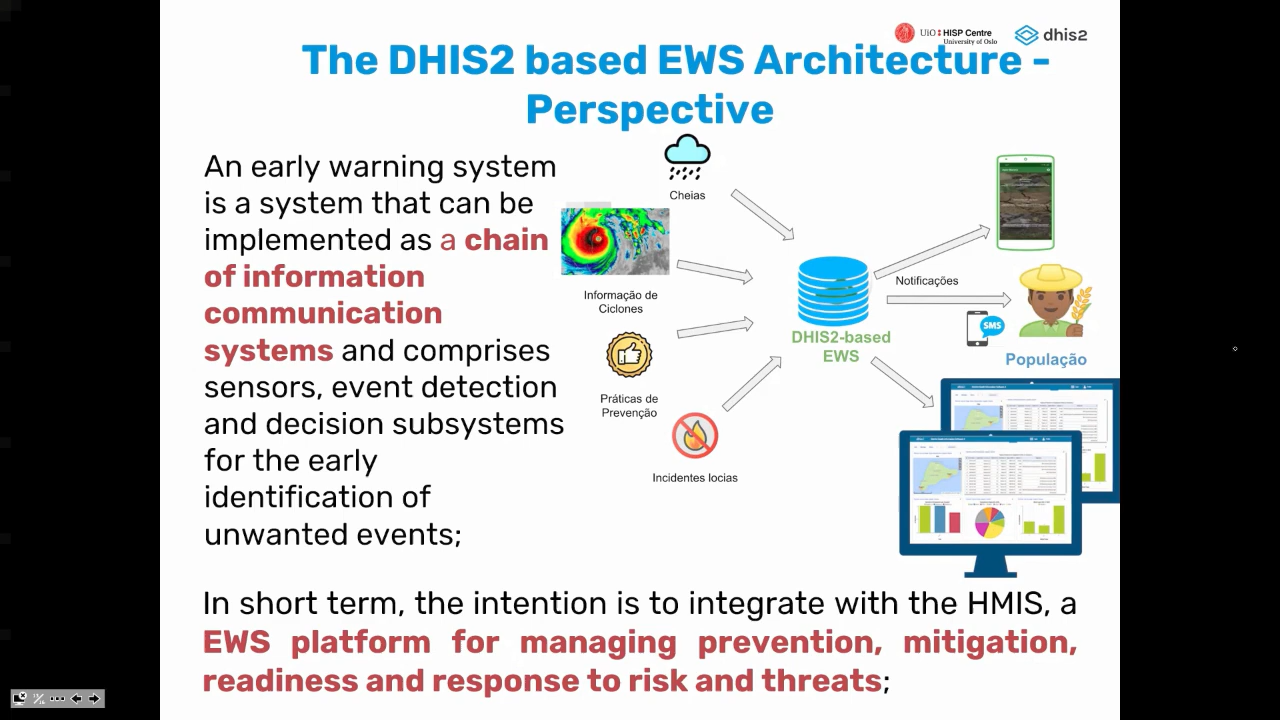 UiO HISP Centre
University of Oslo
dhis2
The DHIS2 based EWS Architecture -
Perspective
An early warning system
is a system that can be
implemented as a chain
of information
communication
systems and comprises
sensors, event detection
and decision subsystems
for the early
identification of
unwanted events;
Cheias
Informação de
Ciclones
Práticas de
Prevenção
Incidentes locias
DHIS2-based
EWS
Notificações
SMS
População
In short term, the intention is to integrate with the HMIS, a
EWS platform for managing prevention, mitigation,
readiness and response to risk and threats;